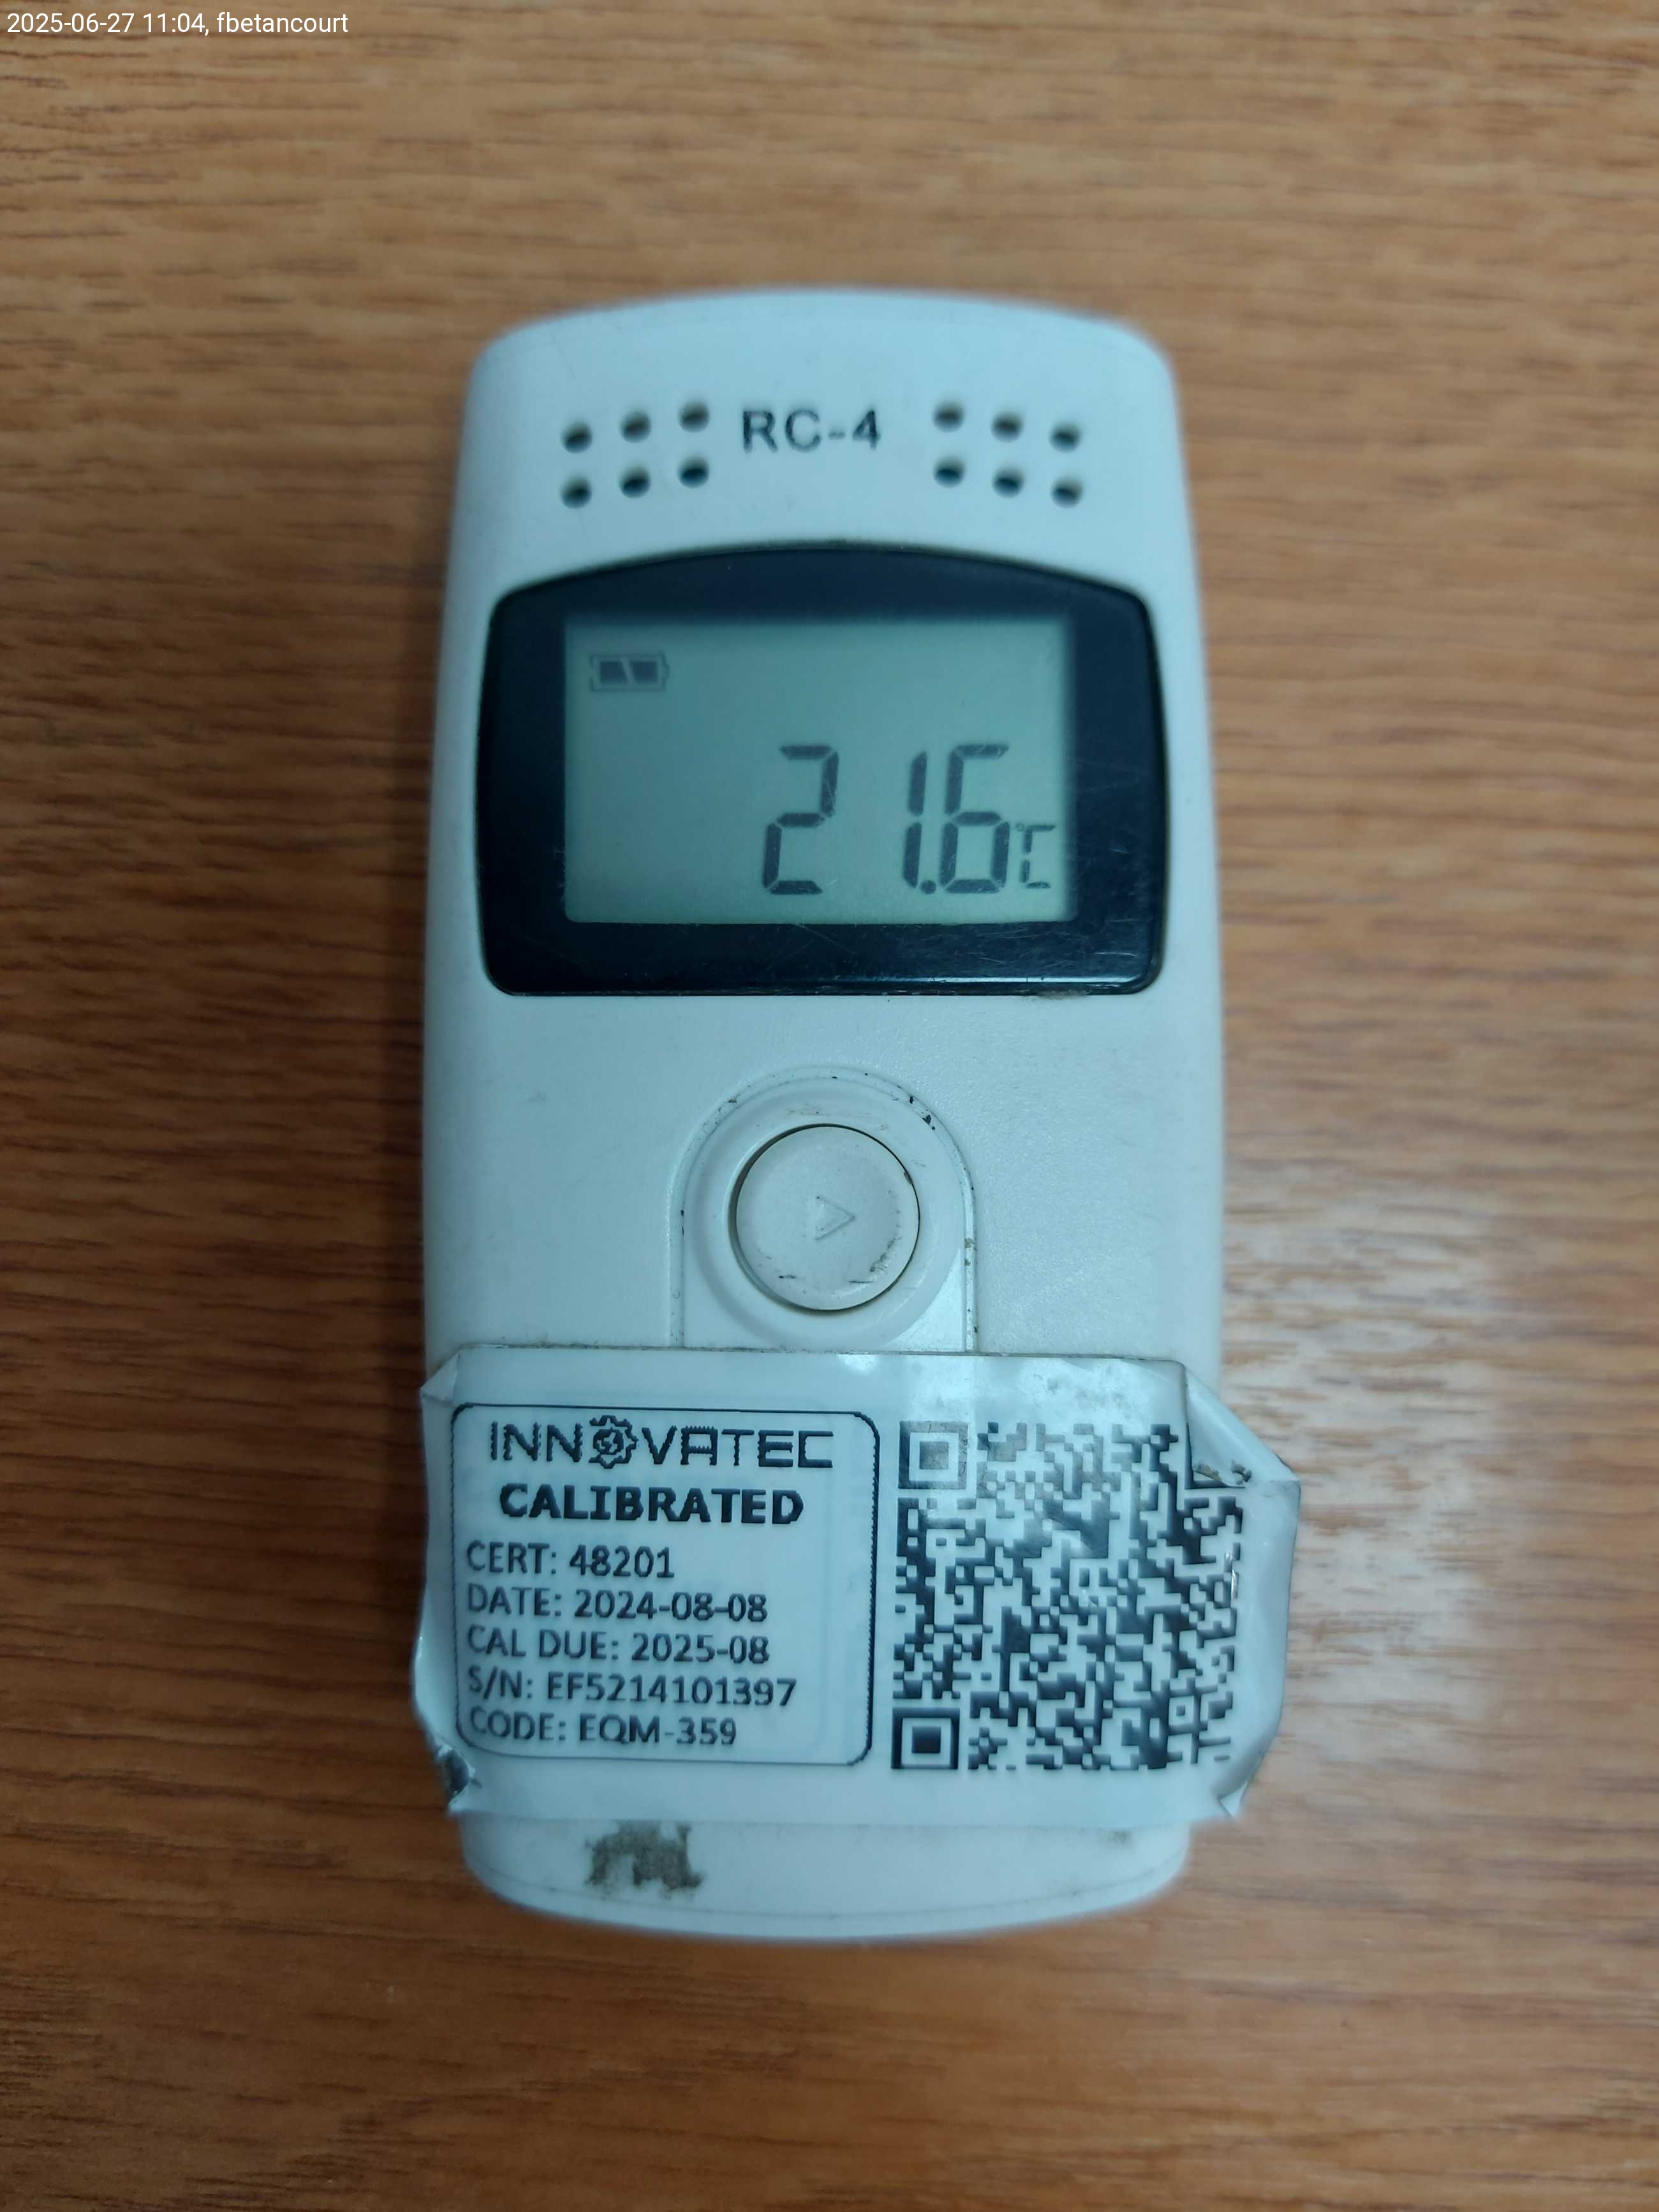 2025-06-27 11:04, fbetancourt
RC-4
21.6℃
INNOVATEC
CALIBRATED
CERT: 48201
DATE: 2024-08-08
CAL DUE: 2025-08
S/N: EF5214101397
CODE: EQM-359